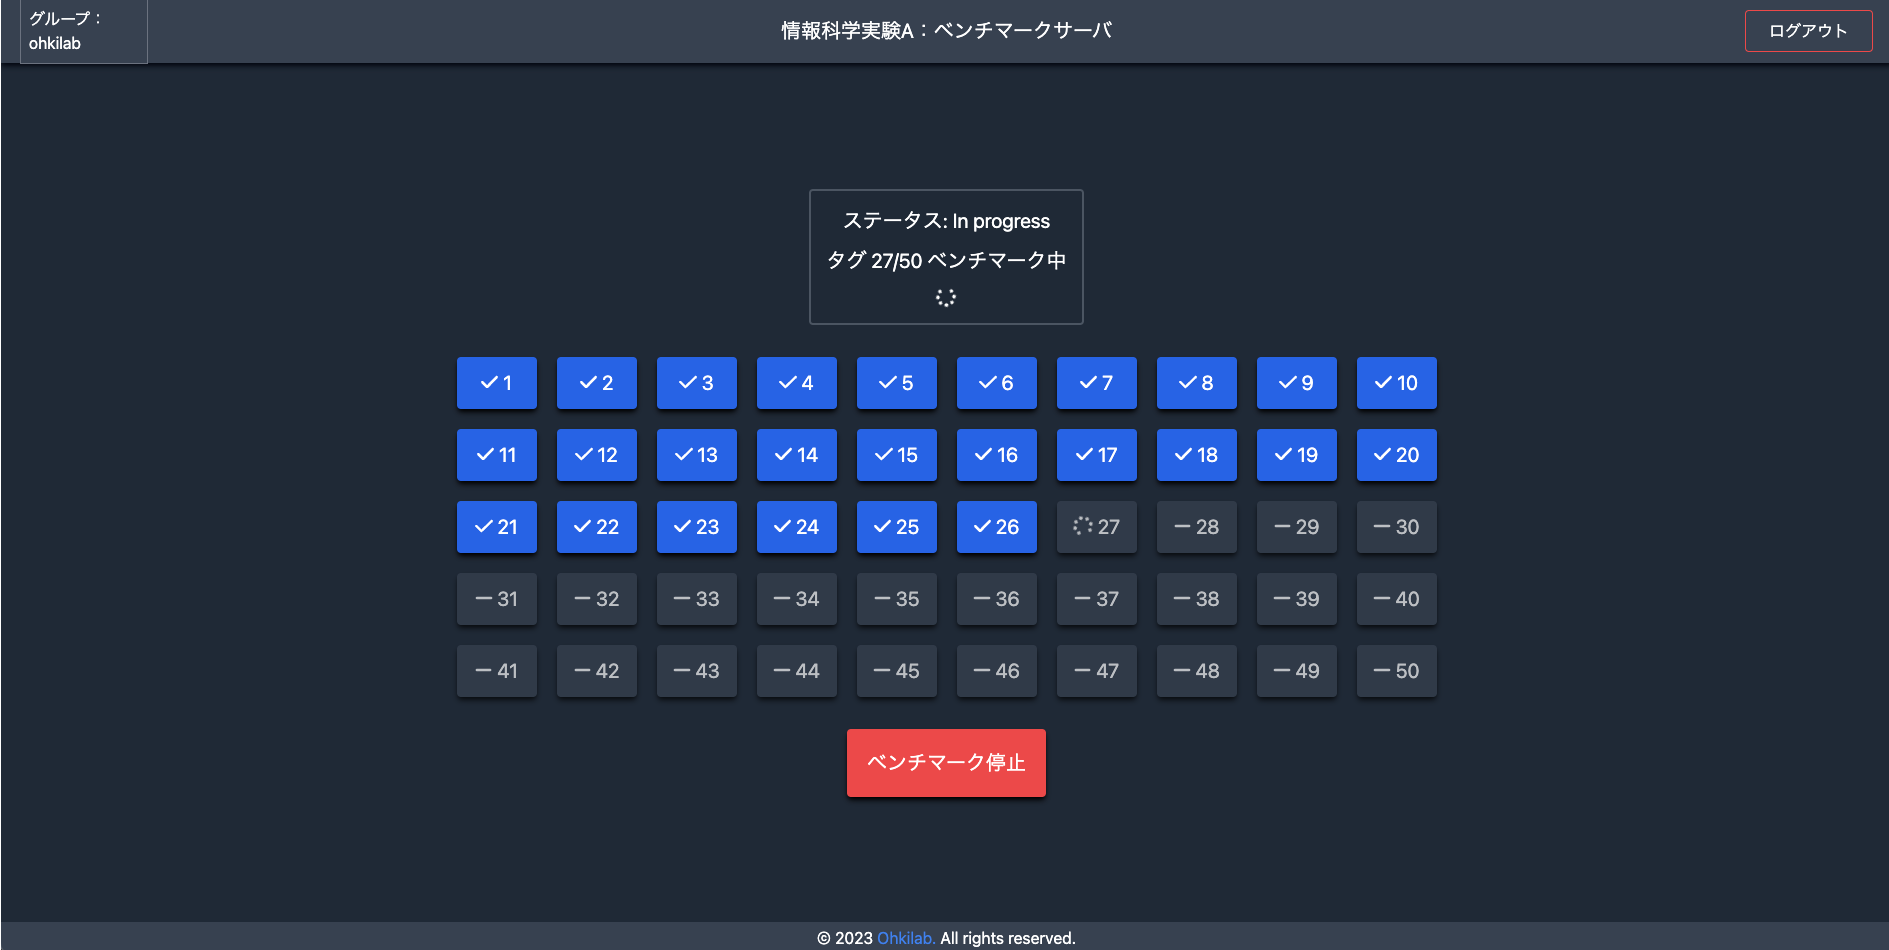 グループ：
ohkilab
情報科学実験A：ベンチマークサーバ
ログアウト
ステータス: In progress
タグ 27/50 ベンチマーク中
1 2 3 4 5 6 7 8 9 10
11 12 13 14 15 16 17 18 19 20
21 22 23 24 25 26 27 28 29 30
31 32 33 34 35 36 37 38 39 40
41 42 43 44 45 46 47 48 49 50
ベンチマーク停止
© 2023 Ohkilab. All rights reserved.